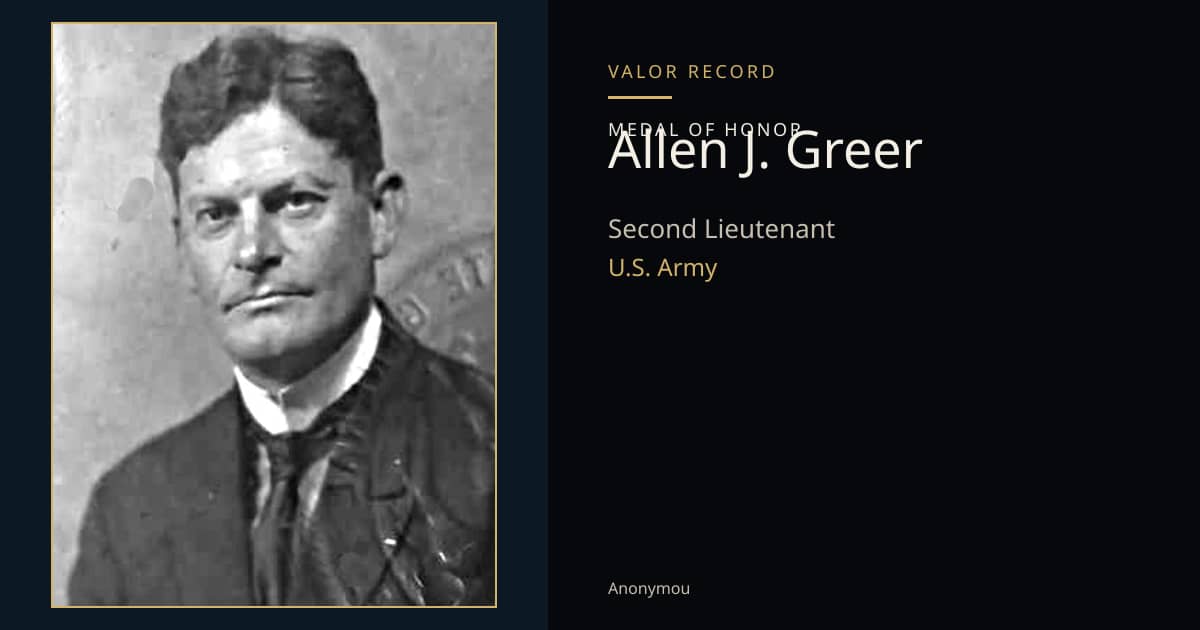 VALOR RECORD
MEDAL OF HONOR
Allen J. Greer
Second Lieutenant
U.S. Army
Anonymou